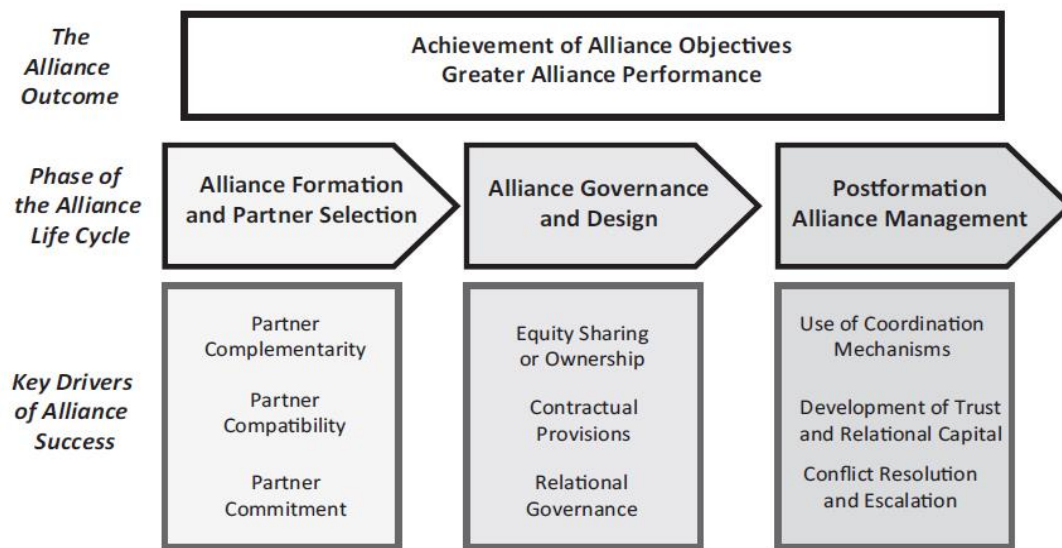 The
Alliance
Outcome
Achievement of Alliance Objectives
Greater Alliance Performance
Phase of
the Alliance
Life Cycle
Alliance Formation
and Partner Selection
Alliance Governance
and Design
Postformation
Alliance Management
Key Drivers
of Alliance
Success
Partner
Complementarity
Partner
Compatibility
Partner
Commitment
Equity Sharing
or Ownership
Contractual
Provisions
Relational
Governance
Use of Coordination
Mechanisms
Development of Trust
and Relational Capital
Conflict Resolution
and Escalation